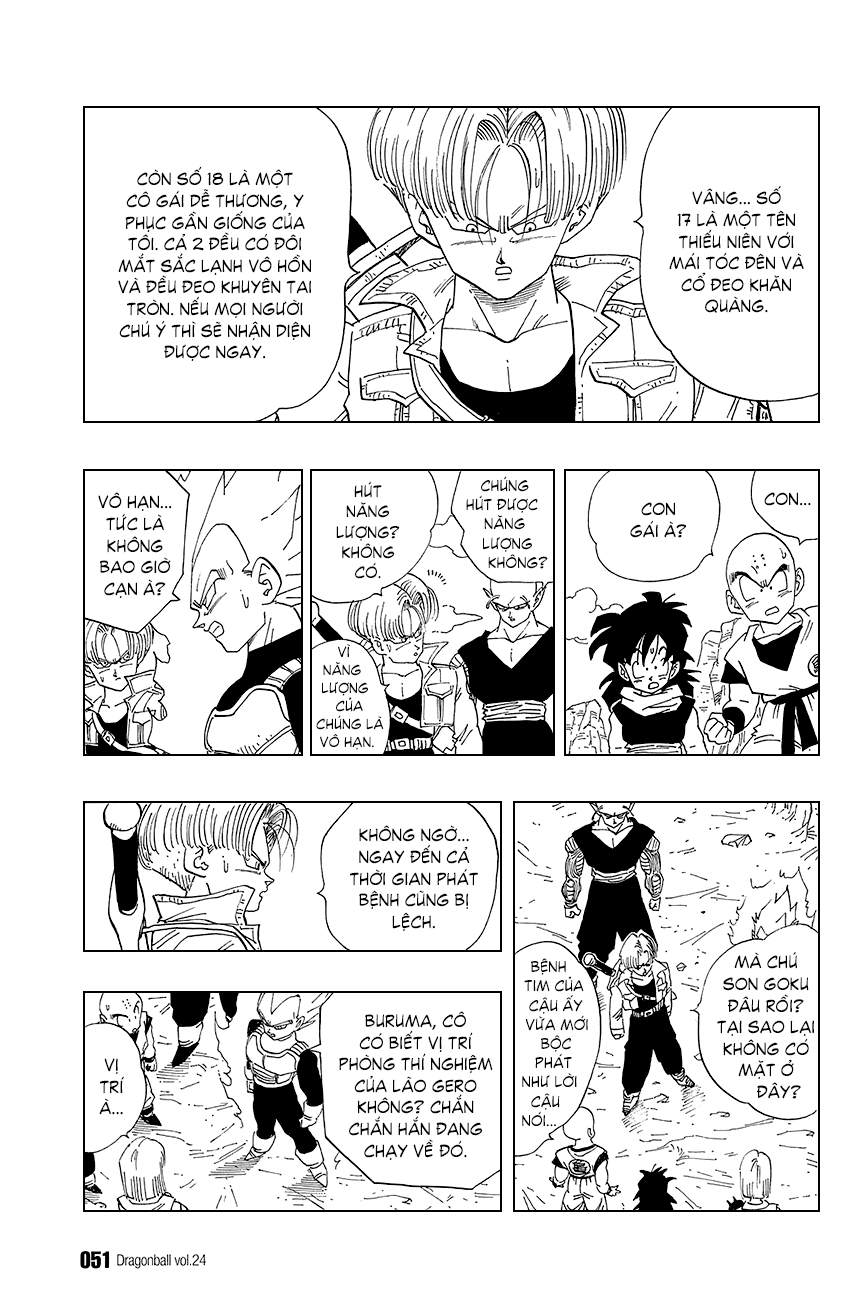 VÂNG... SỐ
17 LÀ MỘT TÊN
THIẾU NIÊN VỚI
MÁI TÓC ĐEN VÀ
CỔ ĐEO KHĂN
QUÀNG.
CÒN SỐ 18 LÀ MỘT
CÔ GÁI DỄ THƯƠNG, Y
PHỤC GẦN GIỐNG CỦA
TÔI. CẢ 2 ĐỀU CÓ ĐÔI
MẮT SẮC LẠNH VÔ HỒN
VÀ ĐỀU ĐEO KHUYÊN TAI
TRÒN. NẾU MỌI NGƯỜI
CHÚ Ý THÌ SẼ NHẬN DIỆN
ĐƯỢC NGAY.
CON...
CON
GÁI À?
CHÚNG
HÚT ĐƯỢC
NĂNG
LƯỢNG
KHÔNG?
HÚT
NĂNG
LƯỢNG?
KHÔNG
CÓ.
VÌ
NĂNG
LƯỢNG
CỦA
CHÚNG LÀ
VÔ HẠN.
VÔ HẠN...
TỨC LÀ
KHÔNG
BAO GIỜ
CẠN À?
MÀ CHÚ
SON GOKU
ĐÂU RỒI?
TẠI SAO LẠI
KHÔNG CÓ
MẶT Ở
ĐÂY?
BỆNH
TIM CỦA
CẬU ẤY
VỪA MỚI
BỘC
PHÁT
NHƯ LỜI
CẬU
NÓI...
KHÔNG NGỜ...
NGAY ĐẾN CẢ
THỜI GIAN PHÁT
BỆNH CŨNG BỊ
LỆCH.
BURUMA, CÔ
CÓ BIẾT VỊ TRÍ
PHÒNG THÍ NGHIỆM
CỦA LÃO GERO
KHÔNG? CHẮN
CHẮN HẮN ĐANG
CHẠY VỀ ĐÓ.
VỊ
TRÍ
À...
051 Dragonball vol.24